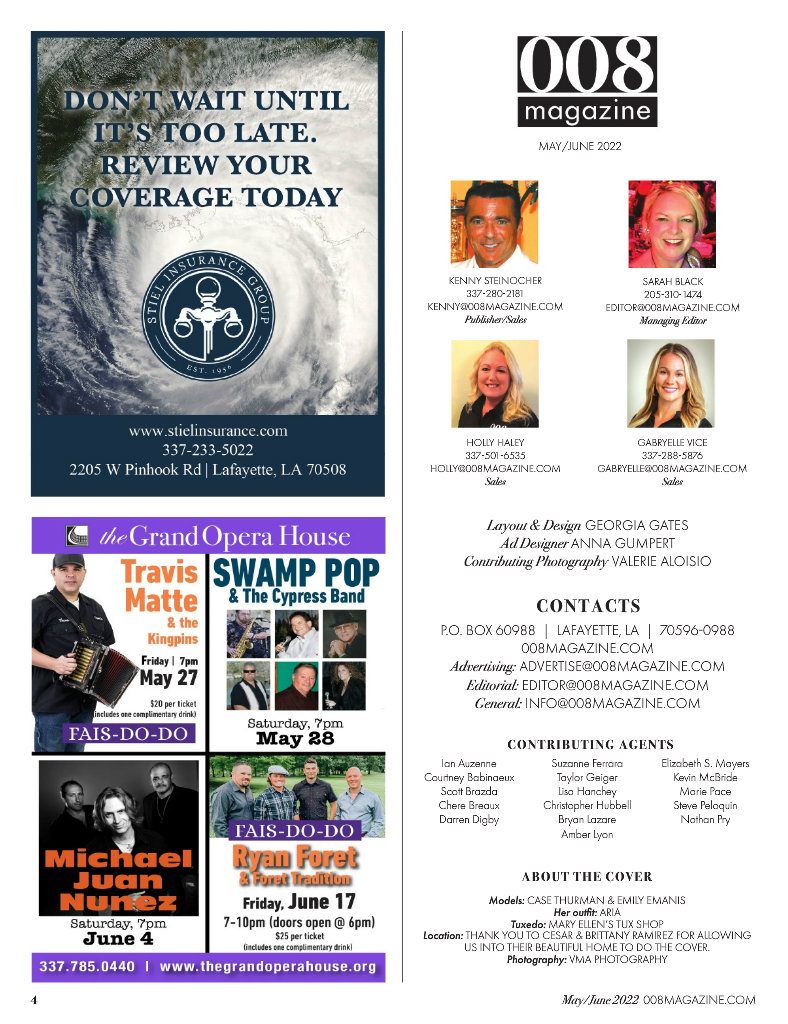 DON'T WAIT UNTIL
IT'S TOO LATE.
REVIEW YOUR
COVERAGE TODAY
STIEL INSURANCE GROUP
EST. 1956
www.stielinsurance.com
337-233-5022
2205 W Pinhook Rd | Lafayette, LA 70508
the Grand Opera House
Travis
Matte
& the
Kingpins
Friday | 7pm
May 27
$20 per ticket
(includes one complimentary drink)
FAIS-DO-DO
SWAMP POP
& The Cypress Band
Saturday, 7pm
May 28
Michael
Juan
Nunez
Saturday, 7pm
June 4
FAIS-DO-DO
Ryan Foret
& Foret Tradition
Friday, June 17
7-10pm (doors open @ 6pm)
$25 per ticket
(includes one complimentary drink)
337.785.0440 | www.thegrandoperahouse.org
008
magazine
MAY/JUNE 2022
KENNY STEINOCHER
337-280-2181
KENNY@008MAGAZINE.COM
Publisher/Sales
SARAH BLACK
205-310-1474
EDITOR@008MAGAZINE.COM
Managing Editor
HOLLY HALEY
337-501-6535
HOLLY@008MAGAZINE.COM
Sales
GABRYELLE VICE
337-288-5876
GABRYELLE@008MAGAZINE.COM
Sales
Layout & Design GEORGIA GATES
Ad Designer ANNA GUMPERT
Contributing Photography VALERIE ALOISIO
CONTACTS
P.O. BOX 60988 | LAFAYETTE, LA | 70596-0988
008MAGAZINE.COM
Advertising: ADVERTISE@008MAGAZINE.COM
Editorial: EDITOR@008MAGAZINE.COM
General: INFO@008MAGAZINE.COM
CONTRIBUTING AGENTS
Ian Auzenne
Courtney Babinaeux
Scott Brazda
Chere Breaux
Darren Digby
Suzanne Ferrara
Taylor Geiger
Lisa Hanchey
Christopher Hubbell
Bryan Lazare
Amber Lyon
Elizabeth S. Mayers
Kevin McBride
Marie Pace
Steve Peloquin
Nathan Pry
ABOUT THE COVER
Models: CASE THURMAN & EMILY EMANIS
Her outfit: ARIA
Tuxedo: MARY ELLEN'S TUX SHOP
Location: THANK YOU TO CESAR & BRITTANY RAMIREZ FOR ALLOWING
US INTO THEIR BEAUTIFUL HOME TO DO THE COVER.
Photography: VMA PHOTOGRAPHY
4
May/June 2022 008MAGAZINE.COM